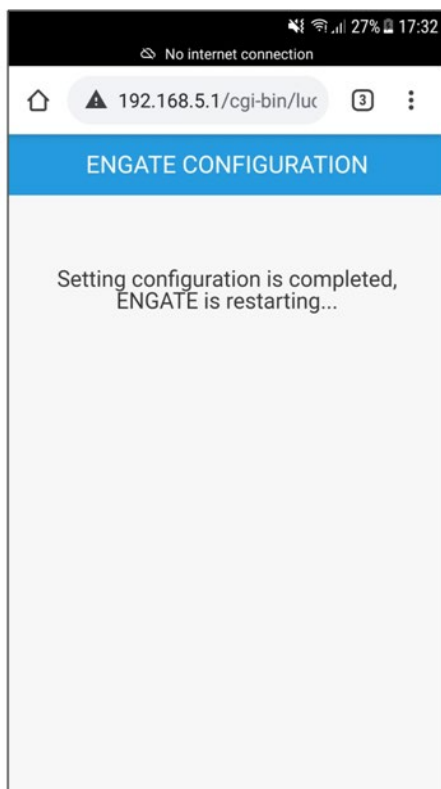 27% 17:32
No internet connection
192.168.5.1/cgi-bin/luc 3
ENGATE CONFIGURATION
Setting configuration is completed,
ENGATE is restarting...